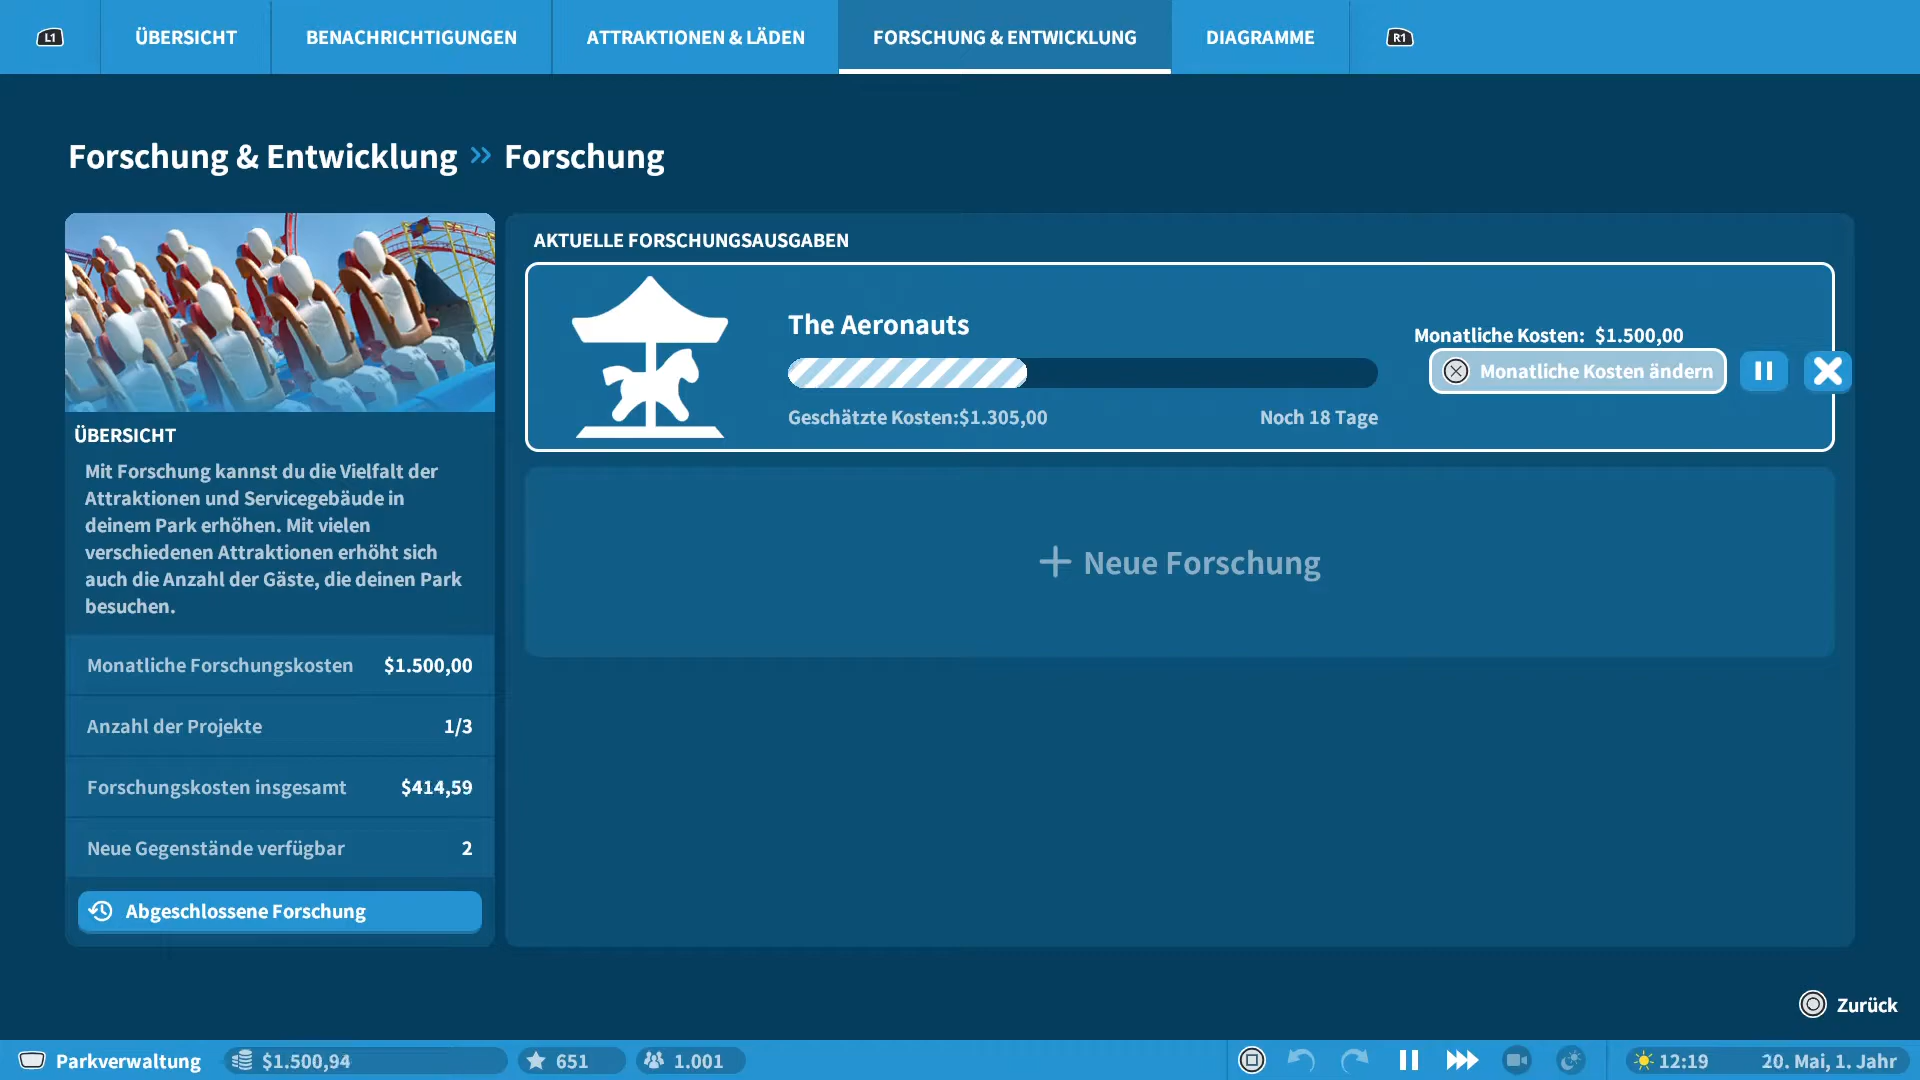 L1
ÜBERSICHT
BENACHRICHTIGUNGEN
ATTRAKTIONEN & LÄDEN
FORSCHUNG & ENTWICKLUNG
DIAGRAMME
R1
Forschung & Entwicklung » Forschung
ÜBERSICHT
Mit Forschung kannst du die Vielfalt der
Attraktionen und Servicegebäude in
deinem Park erhöhen. Mit vielen
verschiedenen Attraktionen erhöht sich
auch die Anzahl der Gäste, die deinen Park
besuchen.
Monatliche Forschungskosten $1.500,00
Anzahl der Projekte 1/3
Forschungskosten insgesamt $414,59
Neue Gegenstände verfügbar 2
Abgeschlossene Forschung
AKTUELLE FORSCHUNGSAUSGABEN
The Aeronauts
Geschätzte Kosten:$1.305,00
Noch 18 Tage
Monatliche Kosten: $1.500,00
Monatliche Kosten ändern
+ Neue Forschung
Zurück
Parkverwaltung
$1.500,94
651
1.001
12:19
20. Mai, 1. Jahr